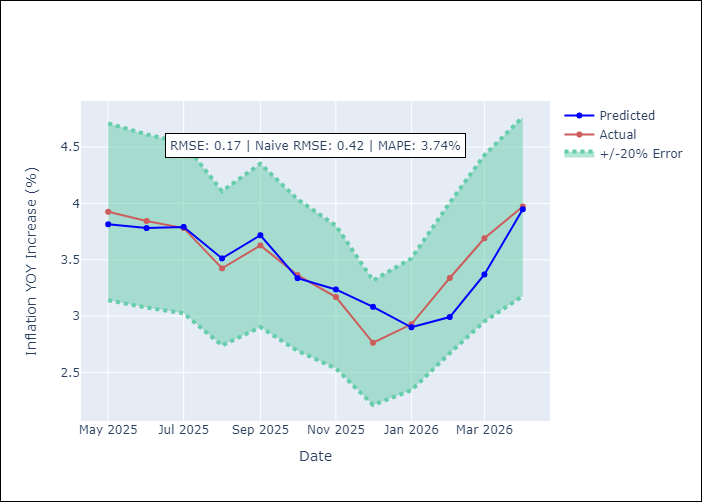 RMSE: 0.17 | Naive RMSE: 0.42 | MAPE: 3.74%
Predicted
Actual
+/-20% Error
Inflation YOY Increase (%)
4.5
4
3.5
3
2.5
May 2025
Jul 2025
Sep 2025
Nov 2025
Jan 2026
Mar 2026
Date